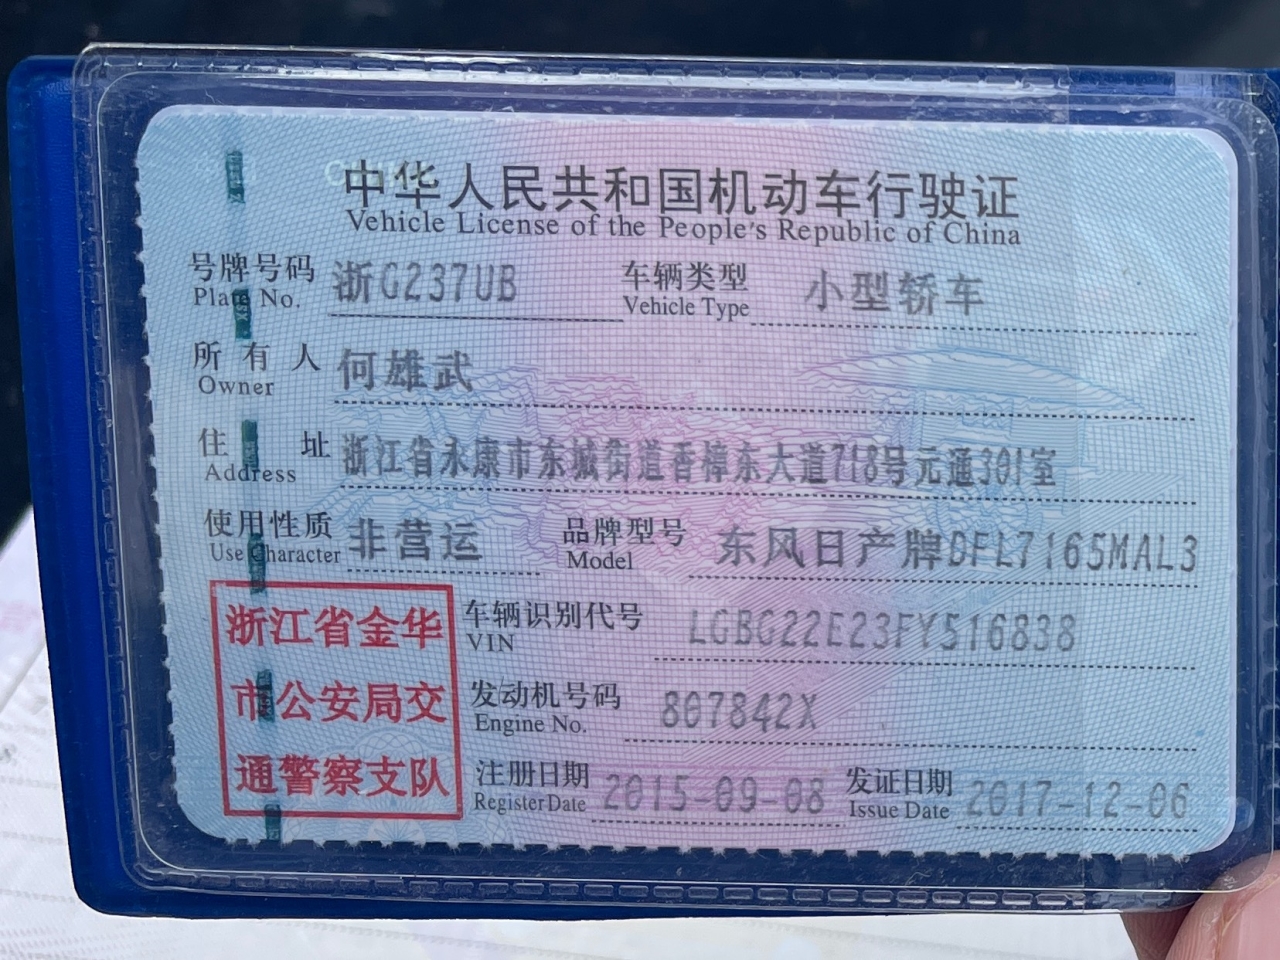 中华人民共和国机动车行驶证
Vehicle License of the People's Republic of China
号牌号码 浙G237UB 车辆类型 小型轿车
Plate No. Vehicle Type
所有人 何雄武
Owner
住址 浙江省永康市东城街道香樟东大道718号元通301室
Address
使用性质 非营运 品牌型号 东风日产牌DFL7165MAL3
Use Character Model
浙江省金华
市公安局交
通警察支队
车辆识别代号 LGBG22E23FY516838
VIN
发动机号码 807842X
Engine No.
注册日期 2015-09-08 发证日期 2017-12-06
Register Date Issue Date